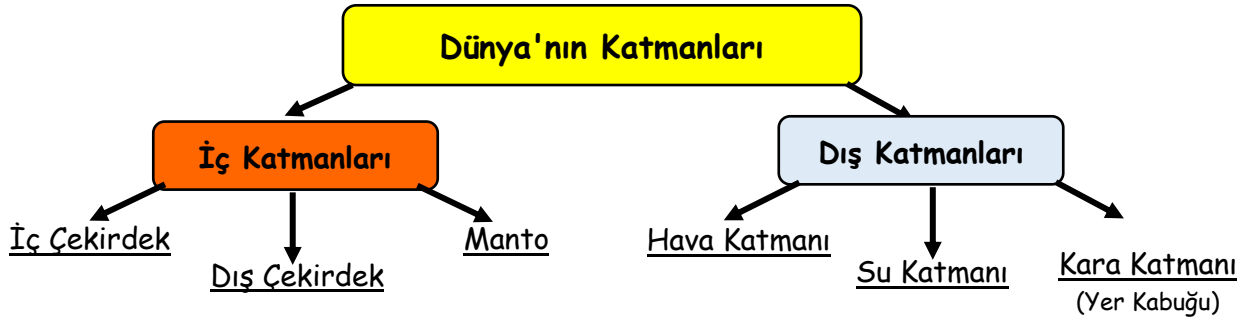 Dünya'nın Katmanları
İç Katmanları
Dış Katmanları
İç Çekirdek
Dış Çekirdek
Manto
Hava Katmanı
Su Katmanı
Kara Katmanı
(Yer Kabuğu)